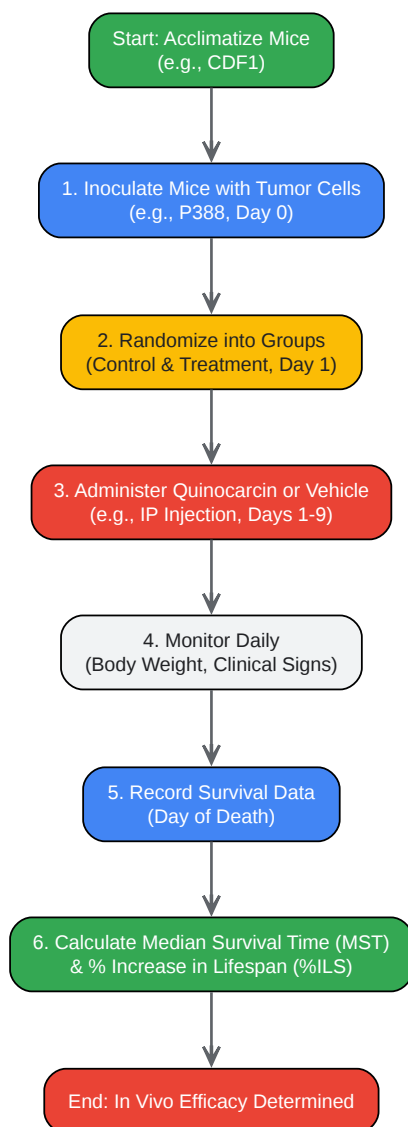 Start: Acclimatize Mice
(e.g., CDF1)
1. Inoculate Mice with Tumor Cells
(e.g., P388, Day 0)
2. Randomize into Groups
(Control & Treatment, Day 1)
3. Administer Quinocarcin or Vehicle
(e.g., IP Injection, Days 1-9)
4. Monitor Daily
(Body Weight, Clinical Signs)
5. Record Survival Data
(Day of Death)
6. Calculate Median Survival Time (MST)
& % Increase in Lifespan (%ILS)
End: In Vivo Efficacy Determined